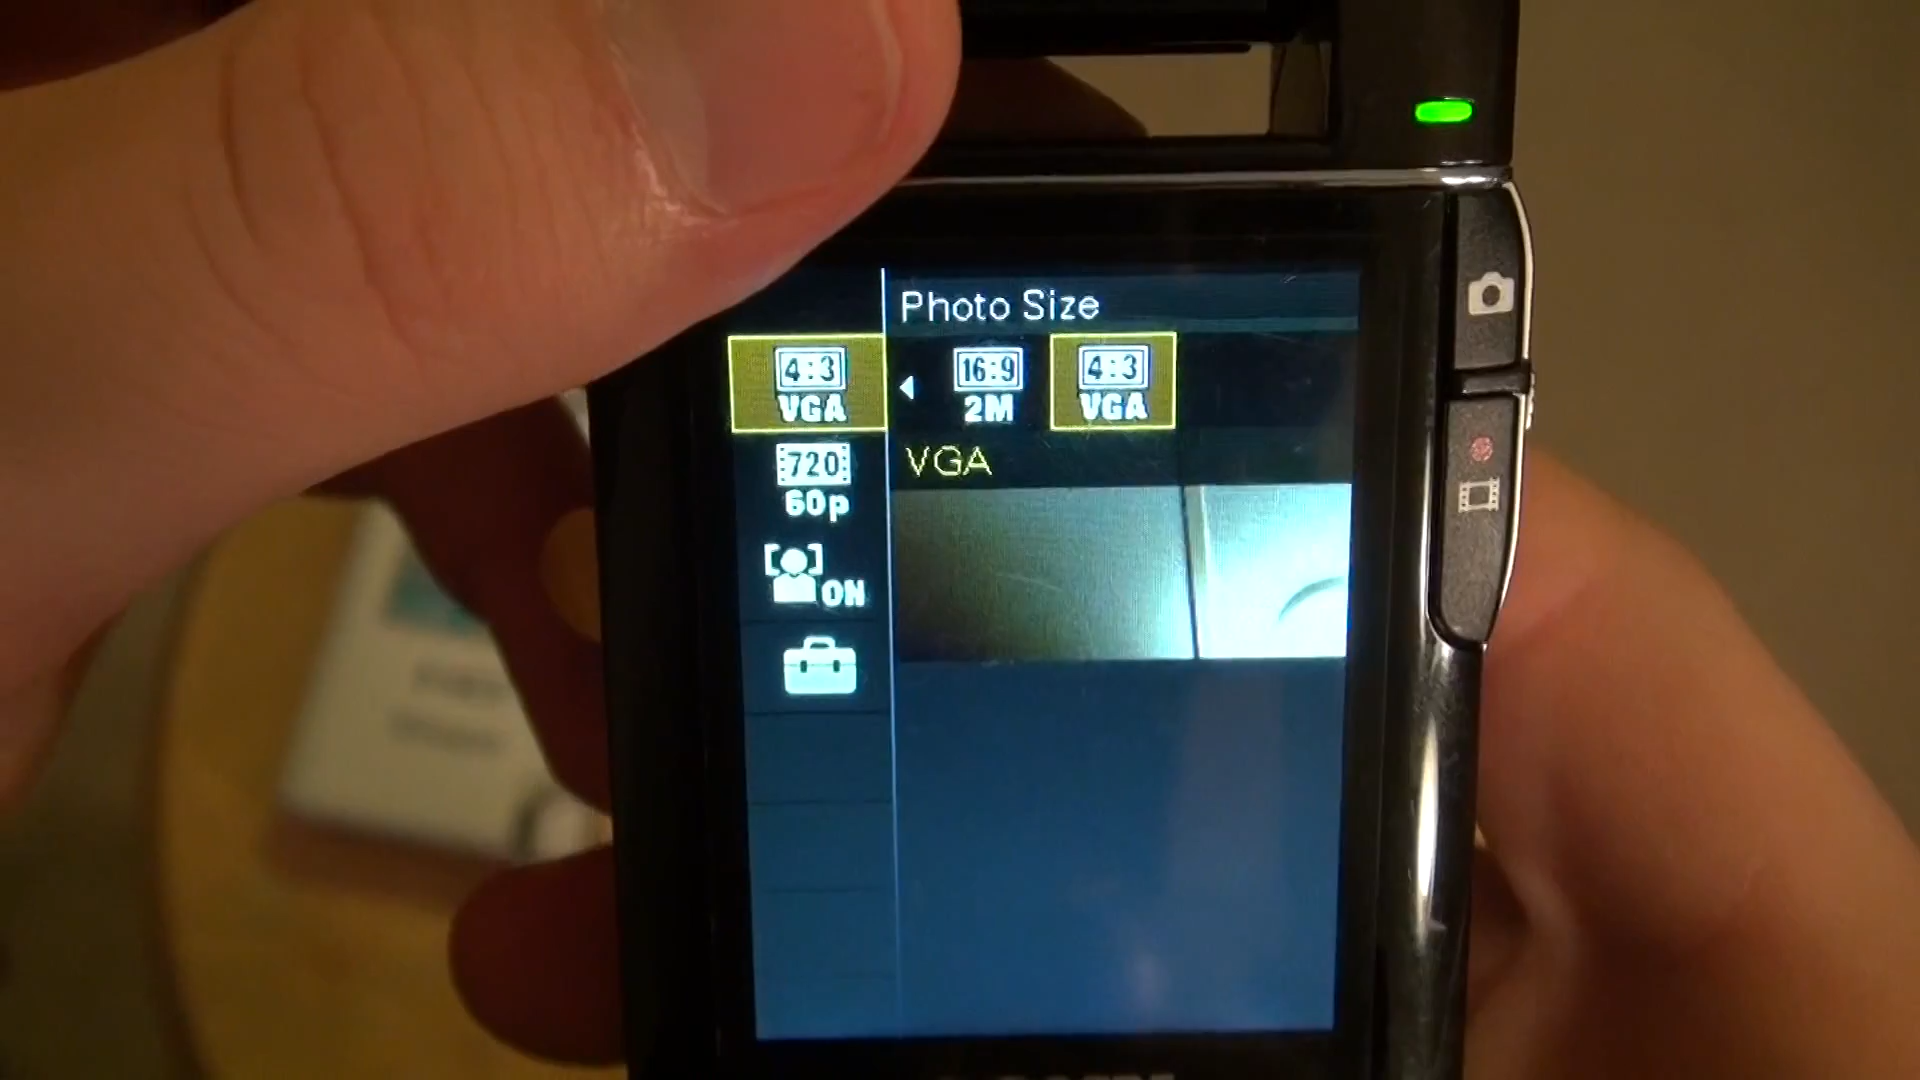 Photo Size
4:3
VGA
16:9
2M
4:3
VGA
720
60p
VGA
ON